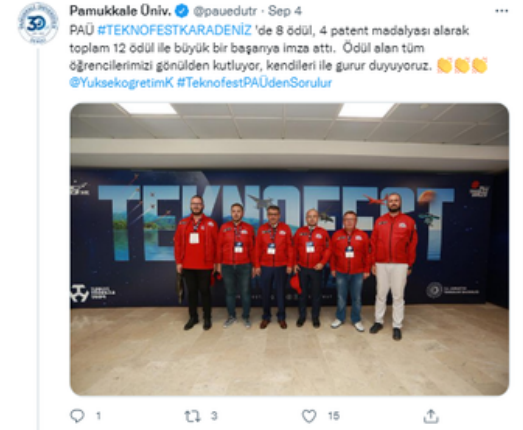 Pamukkale Üniv. @pauedutr · Sep 4
PAÜ #TEKNOFESTKARADENİZ 'de 8 ödül, 4 patent madalyası alarak
toplam 12 ödül ile büyük bir başarıya imza attı. Ödül alan tüm
öğrencilerimizi gönülden kutluyor, kendileri ile gurur duyuyoruz. 👏👏👏
@YuksekogretimK #TeknofestPAÜdenSorulur
TEKNOFEST
1 3 15